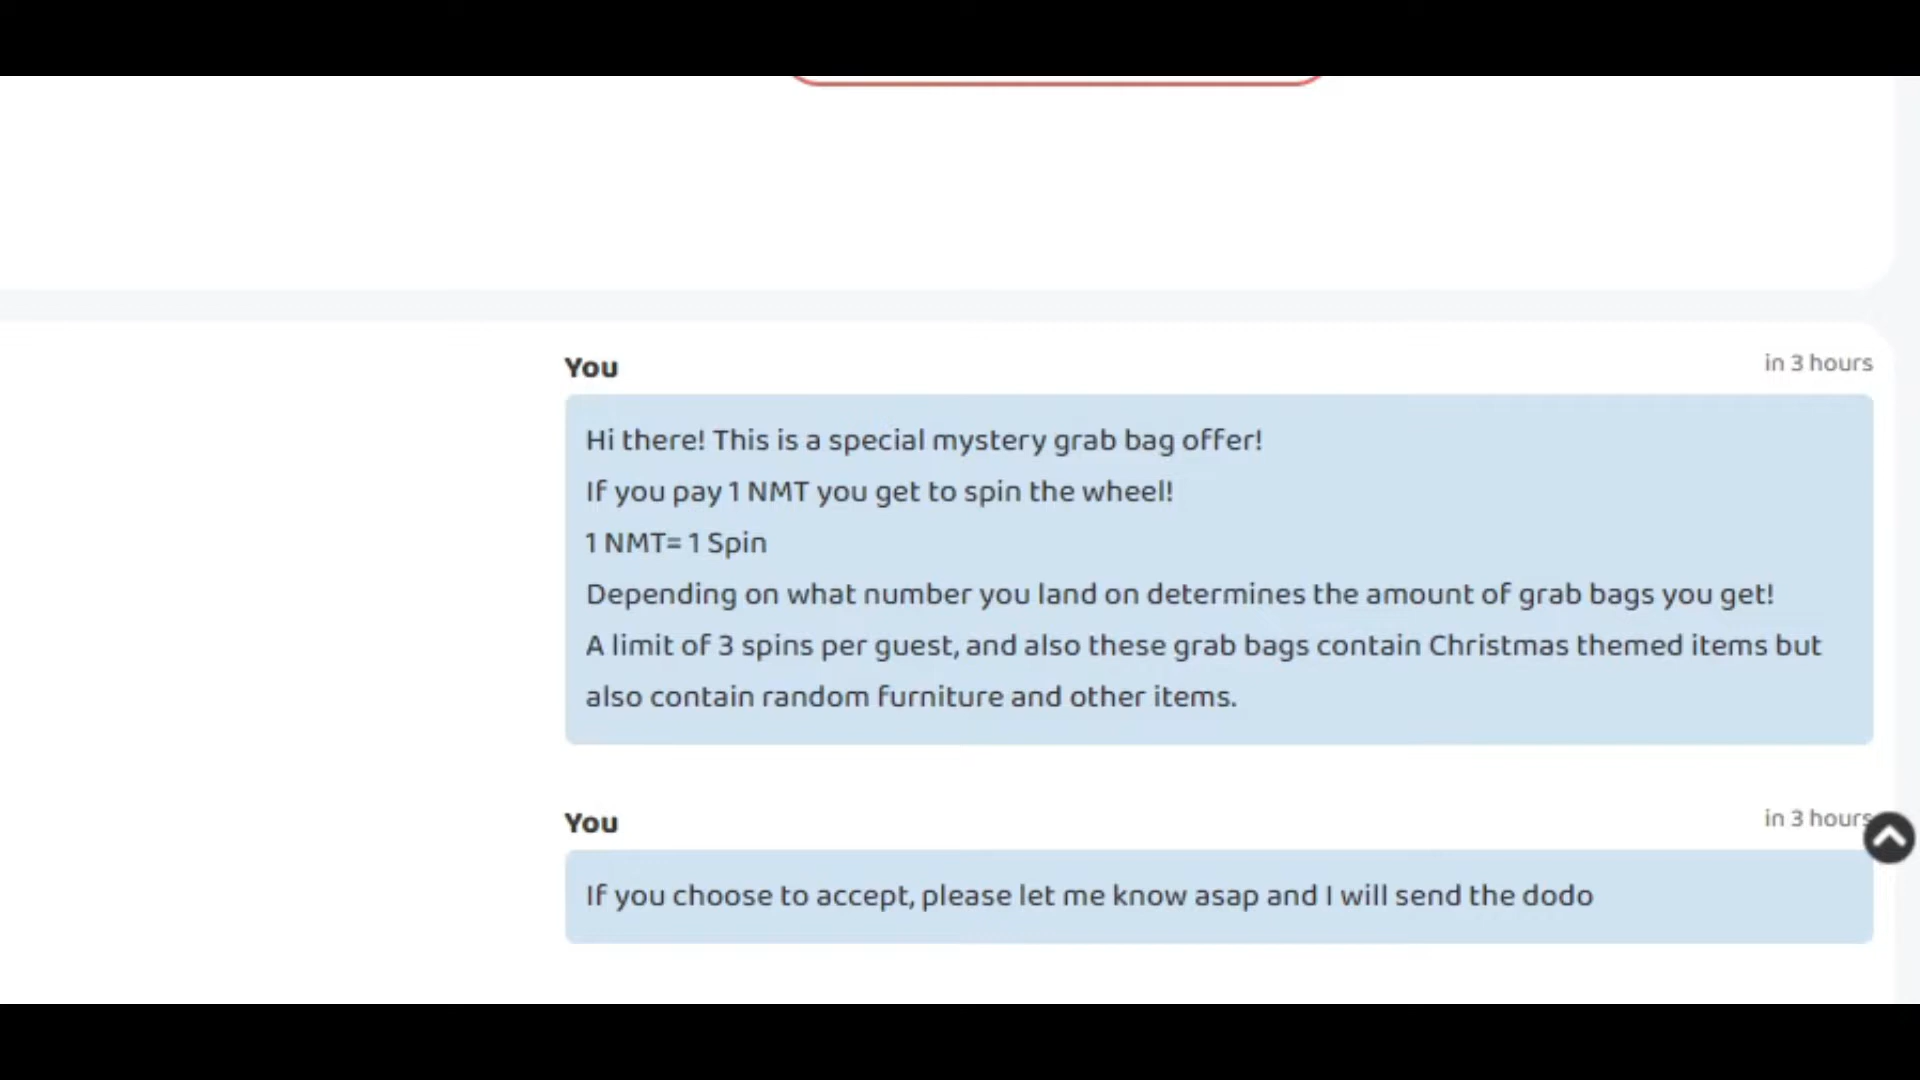 You
in 3 hours
Hi there! This is a special mystery grab bag offer!
If you pay 1 NMT you get to spin the wheel!
1 NMT= 1 Spin
Depending on what number you land on determines the amount of grab bags you get!
A limit of 3 spins per guest, and also these grab bags contain Christmas themed items but
also contain random furniture and other items.
You
in 3 hours
If you choose to accept, please let me know asap and I will send the dodo